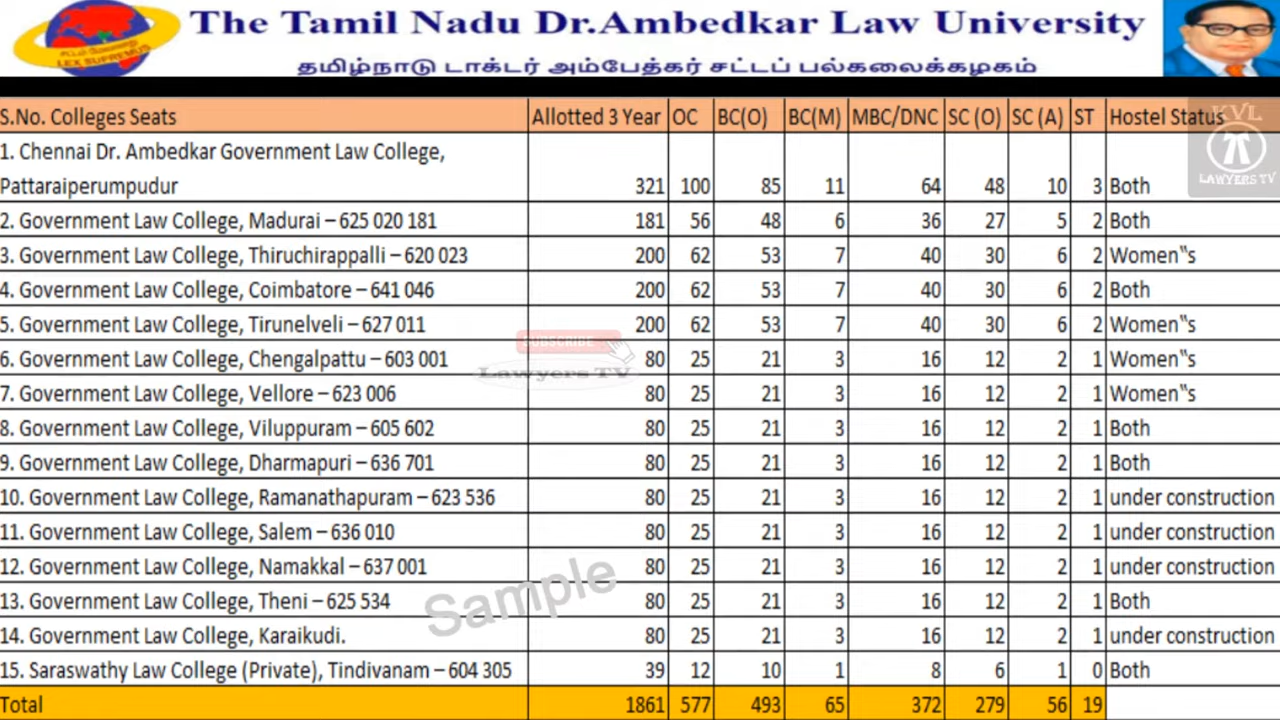 The Tamil Nadu Dr.Ambedkar Law University
தமிழ்நாடு டாக்டர் அம்பேத்கர் சட்டப் பல்கலைக்கழகம்
LEX SUPREMUS
S.No. Colleges Seats Allotted 3 Year OC BC(O) BC(M) MBC/DNC SC (O) SC (A) ST Hostel Status
KVL
LAWYERS TV
1. Chennai Dr. Ambedkar Government Law College,
Pattaraiperumpudur 321 100 85 11 64 48 10 3 Both
2. Government Law College, Madurai – 625 020 181 181 56 48 6 36 27 5 2 Both
3. Government Law College, Thiruchirappalli – 620 023 200 62 53 7 40 30 6 2 Women‟s
4. Government Law College, Coimbatore – 641 046 200 62 53 7 40 30 6 2 Both
5. Government Law College, Tirunelveli – 627 011 200 62 53 7 40 30 6 2 Women‟s
SUBSCRIBE
6. Government Law College, Chengalpattu – 603 001 80 25 21 3 16 12 2 1 Women‟s
Lawyers TV
7. Government Law College, Vellore – 623 006 80 25 21 3 16 12 2 1 Women‟s
8. Government Law College, Viluppuram – 605 602 80 25 21 3 16 12 2 1 Both
9. Government Law College, Dharmapuri – 636 701 80 25 21 3 16 12 2 1 Both
10. Government Law College, Ramanathapuram – 623 536 80 25 21 3 16 12 2 1 under construction
11. Government Law College, Salem – 636 010 80 25 21 3 16 12 2 1 under construction
12. Government Law College, Namakkal – 637 001 80 25 21 3 16 12 2 1 under construction
Sample
13. Government Law College, Theni – 625 534 80 25 21 3 16 12 2 1 Both
14. Government Law College, Karaikudi. 80 25 21 3 16 12 2 1 under construction
15. Saraswathy Law College (Private), Tindivanam – 604 305 39 12 10 1 8 6 1 0 Both
Total 1861 577 493 65 372 279 56 19